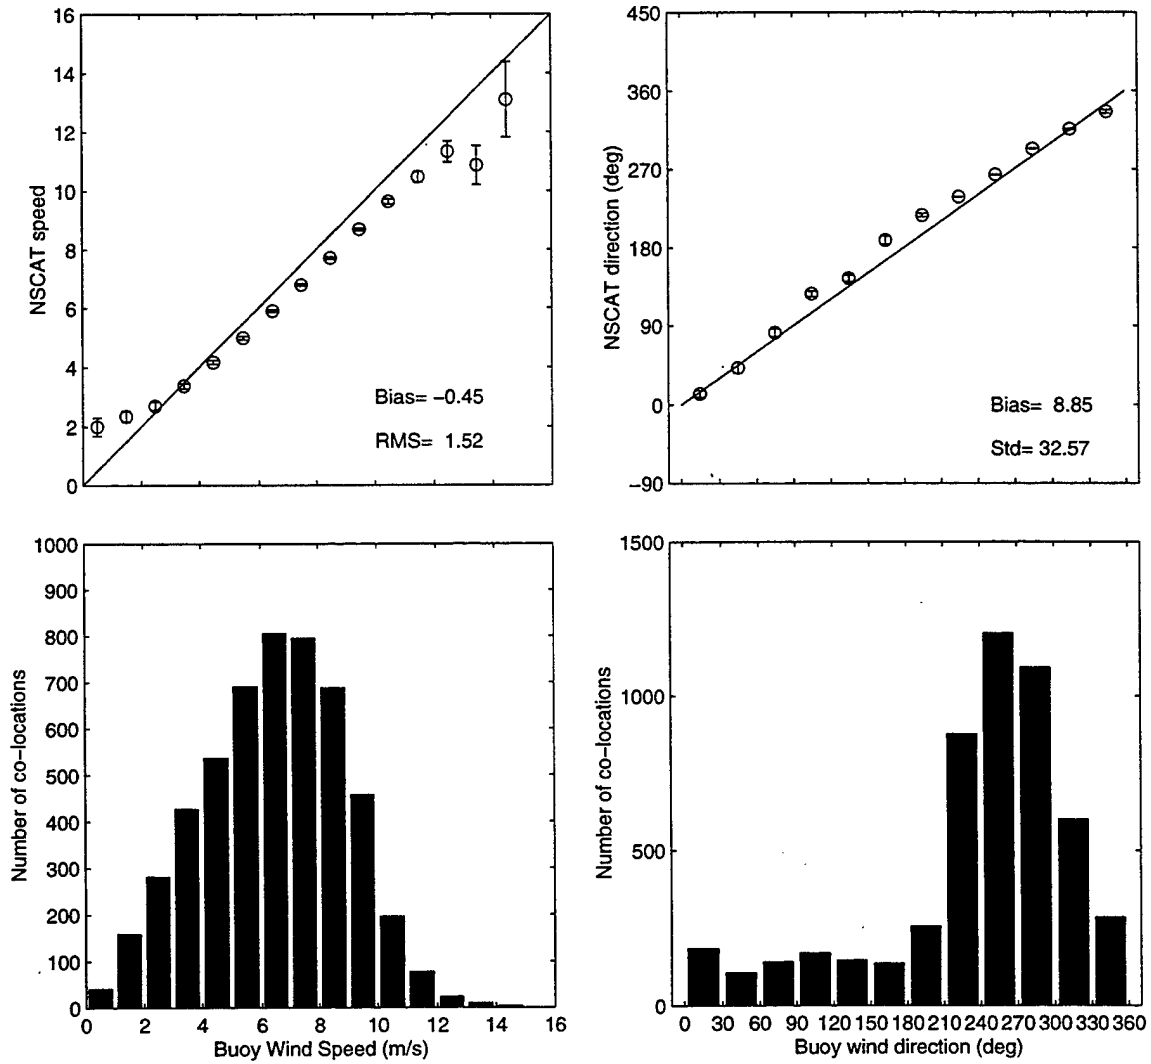 16
14
12
10
8
6
4
2
0
NSCAT speed
Bias= −0.45
RMS= 1.52
450
360
270
180
90
0
−90
NSCAT direction (deg)
Bias= 8.85
Std= 32.57
1000
900
800
700
600
500
400
300
200
100
0
Number of co−locations
0 2 4 6 8 10 12 14 16
Buoy Wind Speed (m/s)
1500
1000
500
0
Number of co−locations
0 30 60 90 120 150 180 210 240 270 300 330 360
Buoy wind direction (deg)